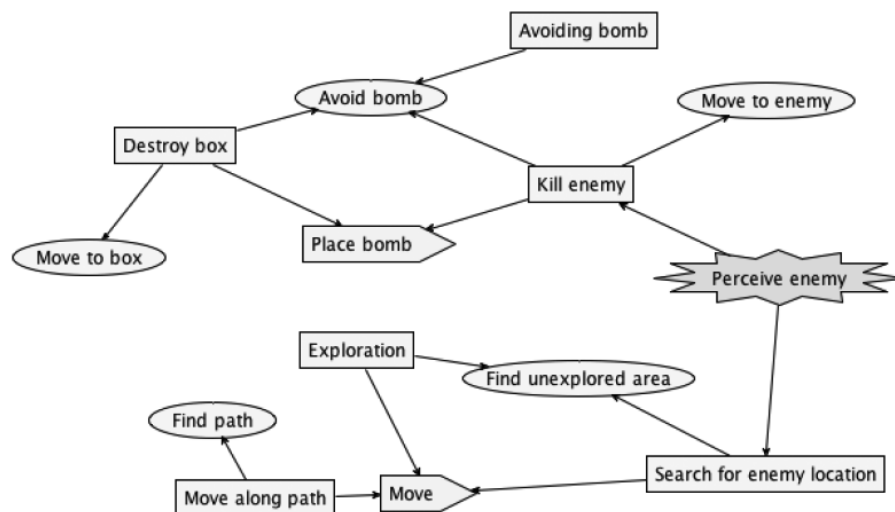 Avoiding bomb
Avoid bomb
Move to enemy
Destroy box
Kill enemy
Place bomb
Move to box
Perceive enemy
Exploration
Find unexplored area
Find path
Search for enemy location
Move along path
Move